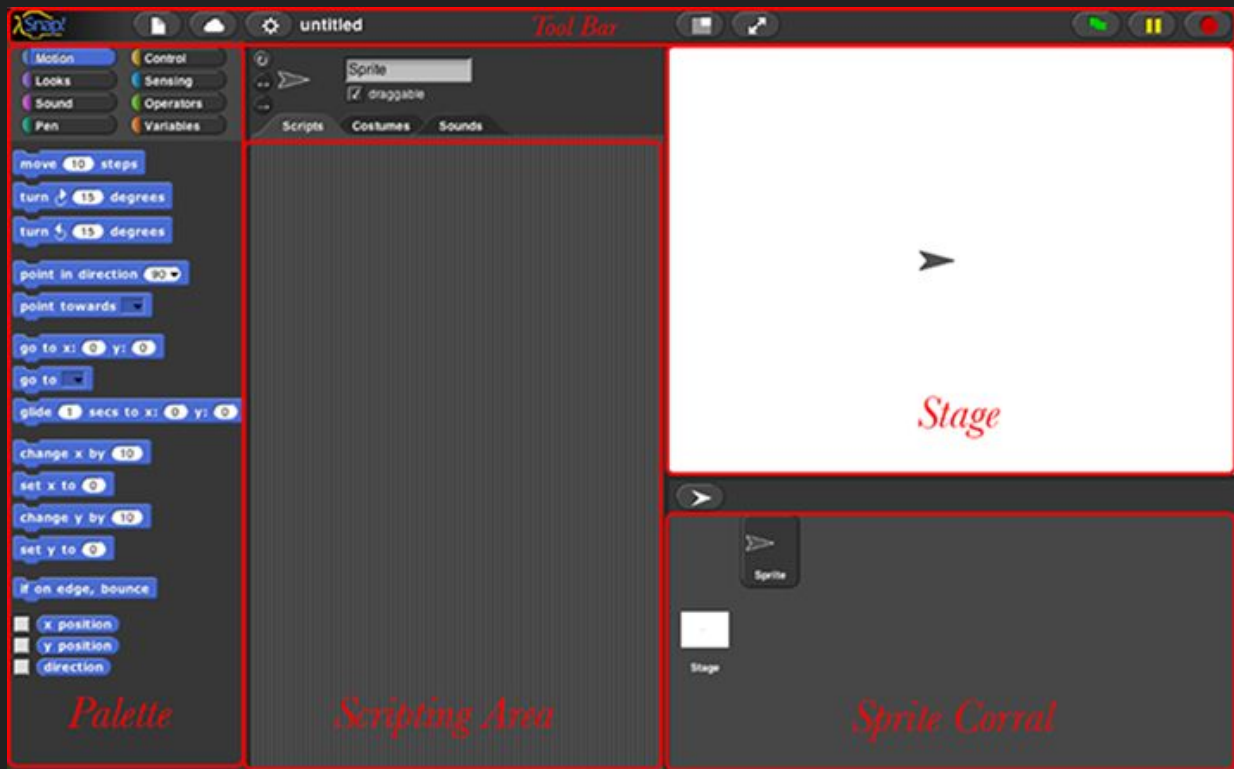 λSnap!
untitled
Tool Bar
Motion
Control
Looks
Sensing
Sound
Operators
Pen
Variables
Sprite
draggable
Scripts
Costumes
Sounds
move 10 steps
turn 15 degrees
turn 15 degrees
point in direction 90
point towards
go to x: 0 y: 0
go to
glide 1 secs to x: 0 y: 0
change x by 10
set x to 0
change y by 10
set y to 0
if on edge, bounce
x position
y position
direction
Palette
Scripting Area
Stage
Sprite
Stage
Sprite Corral